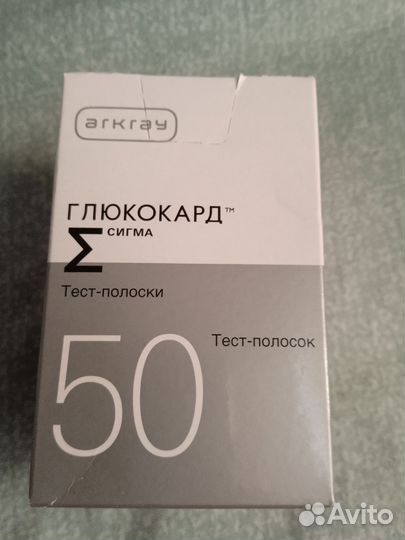 arkray
ГЛЮКОКАРД™
Σ СИГМА
Тест-полоски
50 Тест-полосок
Avito